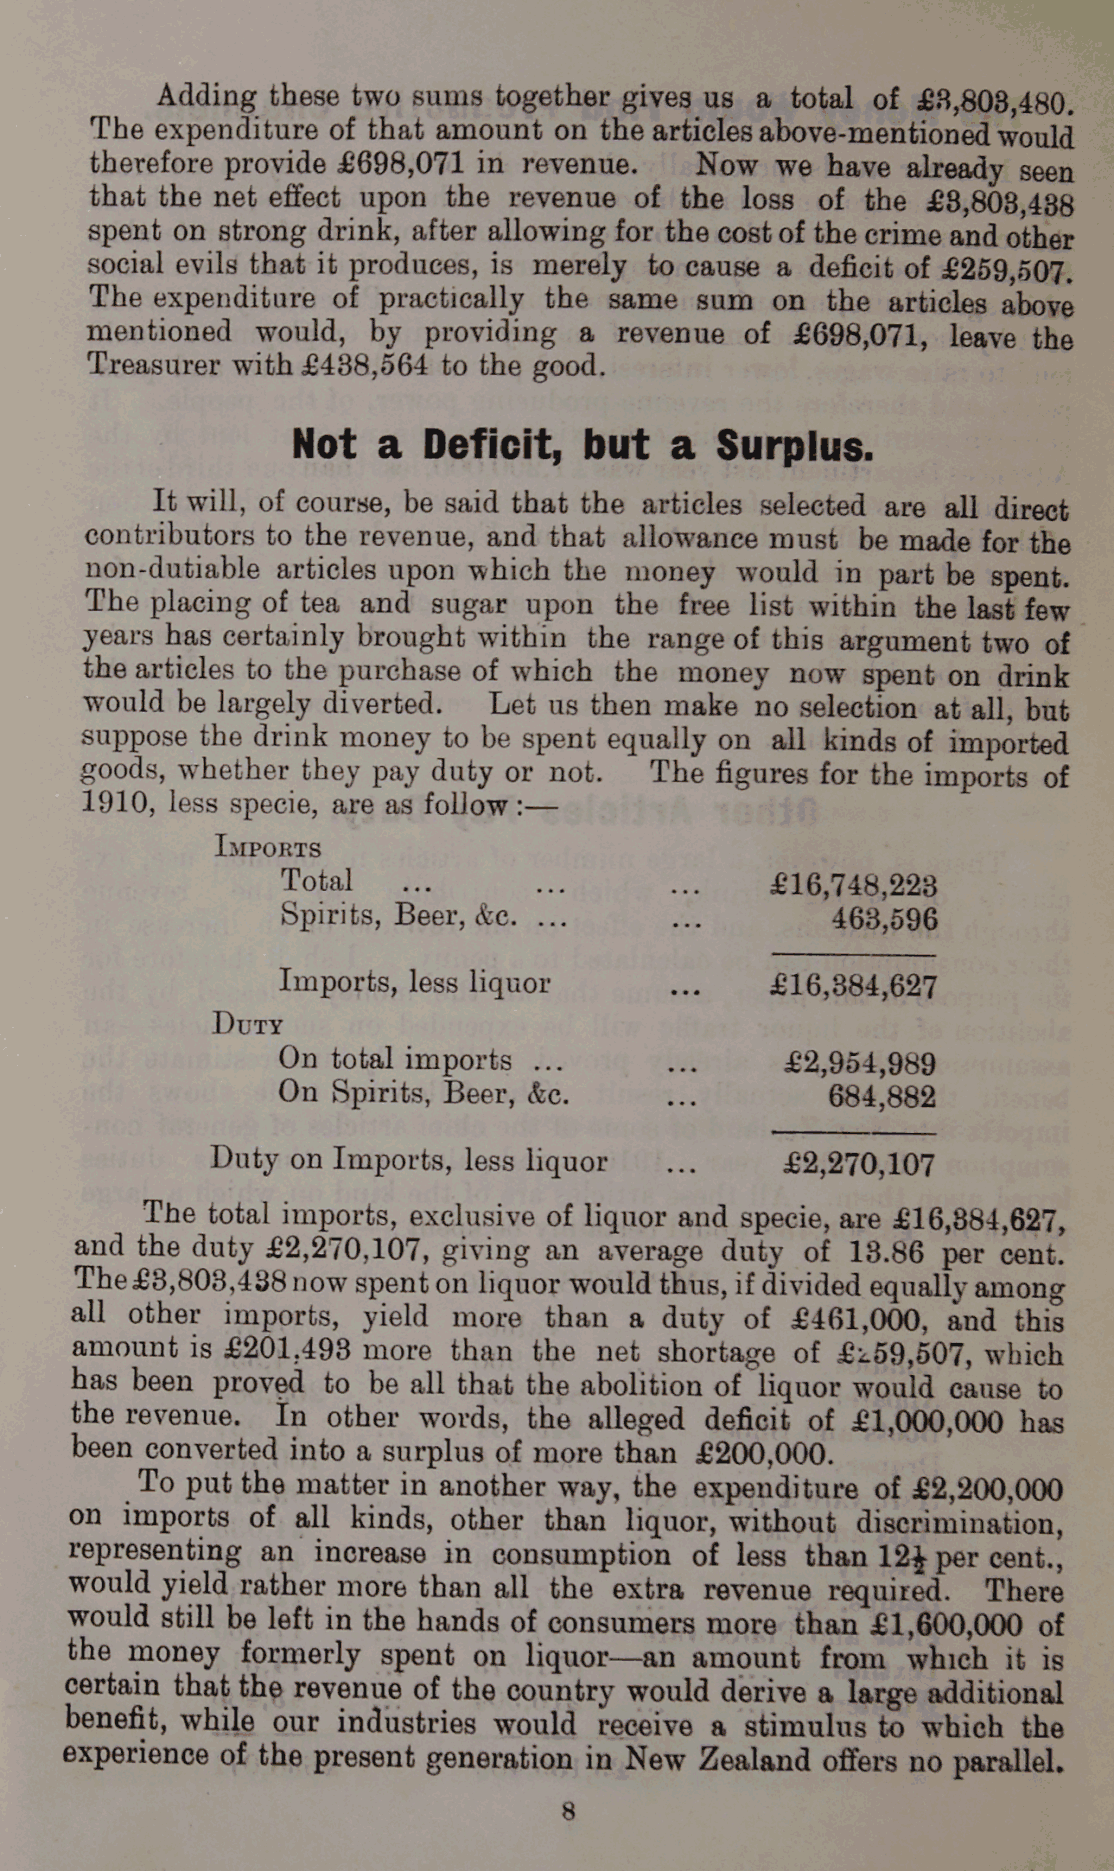 Adding these two sums together gives us a total of £3,803,480.
The expenditure of that amount on the articles above-mentioned would
therefore provide £698,071 in revenue. Now we have already seen
that the net effect upon the revenue of the loss of the £3,803,438
spent on strong drink, after allowing for the cost of the crime and other
social evils that it produces, is merely to cause a deficit of £259,507.
The expenditure of practically the same sum on the articles above
mentioned would, by providing a revenue of £698,071, leave the
Treasurer with £438,564 to the good.
Not a Deficit, but a Surplus.
It will, of course, be said that the articles selected are all direct
contributors to the revenue, and that allowance must be made for the
non-dutiable articles upon which the money would in part be spent.
The placing of tea and sugar upon the free list within the last few
years has certainly brought within the range of this argument two of
the articles to the purchase of which the money now spent on drink
would be largely diverted. Let us then make no selection at all, but
suppose the drink money to be spent equally on all kinds of imported
goods, whether they pay duty or not. The figures for the imports of
1910, less specie, are as follow :—
IMPORTS
Total ... ... ... £16,748,223
Spirits, Beer, &c. ... ... 463,596
Imports, less liquor ... £16,384,627
DUTY
On total imports ... ... £2,954,989
On Spirits, Beer, &c. ... 684,882
Duty on Imports, less liquor ... £2,270,107
The total imports, exclusive of liquor and specie, are £16,384,627,
and the duty £2,270,107, giving an average duty of 13.86 per cent.
The £3,803,438 now spent on liquor would thus, if divided equally among
all other imports, yield more than a duty of £461,000, and this
amount is £201,493 more than the net shortage of £259,507, which
has been proved to be all that the abolition of liquor would cause to
the revenue. In other words, the alleged deficit of £1,000,000 has
been converted into a surplus of more than £200,000.
To put the matter in another way, the expenditure of £2,200,000
on imports of all kinds, other than liquor, without discrimination,
representing an increase in consumption of less than 12½ per cent.,
would yield rather more than all the extra revenue required. There
would still be left in the hands of consumers more than £1,600,000 of
the money formerly spent on liquor—an amount from which it is
certain that the revenue of the country would derive a large additional
benefit, while our industries would receive a stimulus to which the
experience of the present generation in New Zealand offers no parallel.
8